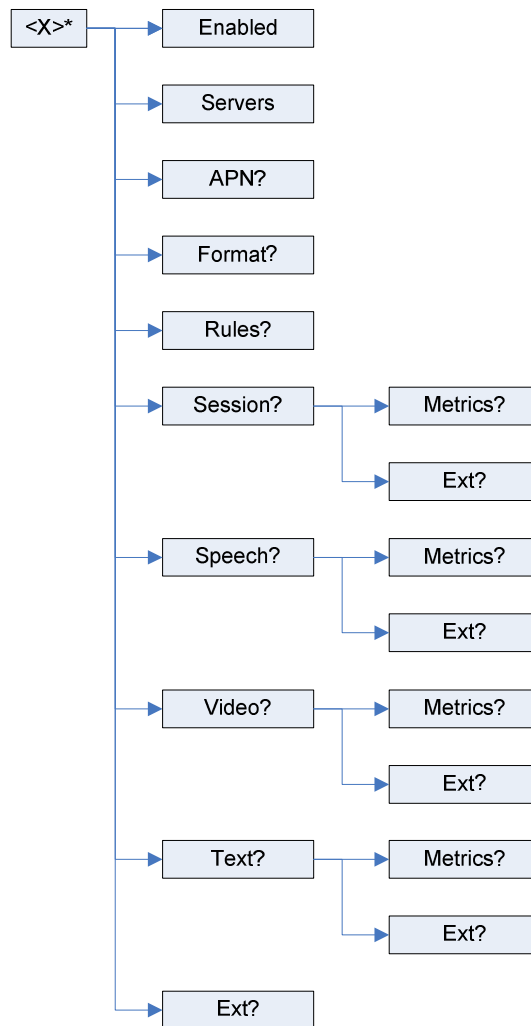 <X>*
Enabled
Servers
APN?
Format?
Rules?
Session?
Metrics?
Ext?
Speech?
Metrics?
Ext?
Video?
Metrics?
Ext?
Text?
Metrics?
Ext?
Ext?